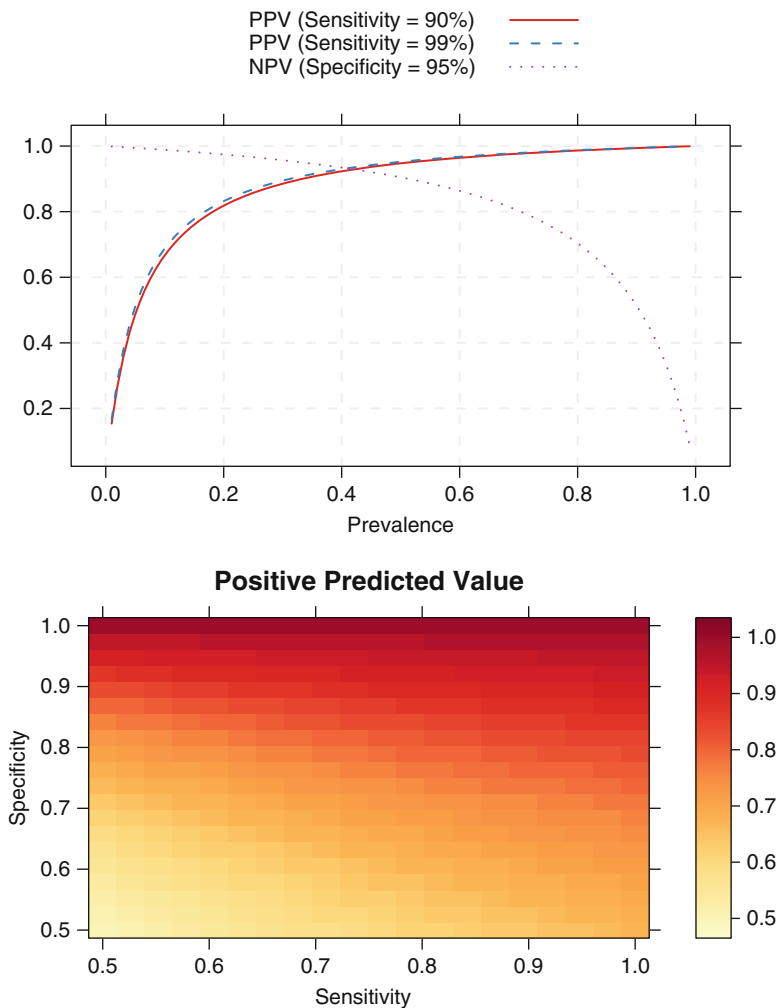 PPV (Sensitivity = 90%)
PPV (Sensitivity = 99%)
NPV (Specificity = 95%)
1.0
0.8
0.6
0.4
0.2
0.0 0.2 0.4 0.6 0.8 1.0
Prevalence
Positive Predicted Value
1.0
0.9
0.8
0.7
0.6
0.5
Specificity
0.5 0.6 0.7 0.8 0.9 1.0
Sensitivity
1.0
0.9
0.8
0.7
0.6
0.5